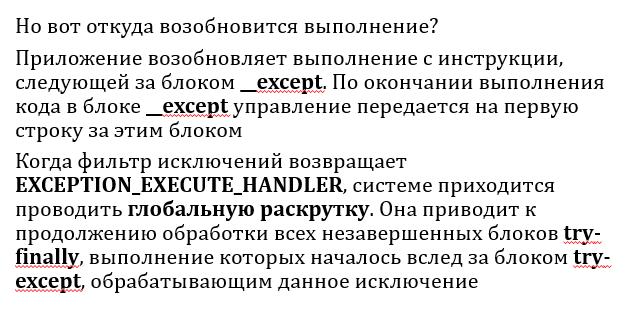 Но вот откуда возобновится выполнение?
Приложение возобновляет выполнение с инструкции,
следующей за блоком __except. По окончании выполнения
кода в блоке __except управление передается на первую
строку за этим блоком
Когда фильтр исключений возвращает
EXCEPTION_EXECUTE_HANDLER, системе приходится
проводить глобальную раскрутку. Она приводит к
продолжению обработки всех незавершенных блоков try-
finally, выполнение которых началось вслед за блоком try-
except, обрабатывающим данное исключение